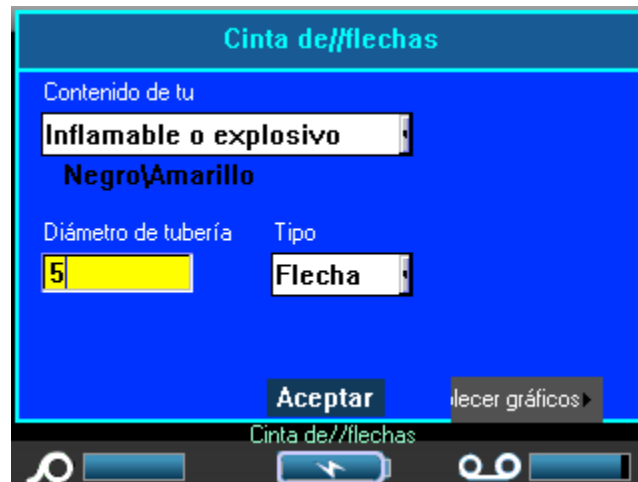 Cinta de//flechas
Contenido de tu
Inflamable o explosivo
Negro\Amarillo
Diámetro de tubería Tipo
5 Flecha
Aceptar lecer gráficos
Cinta de//flechas